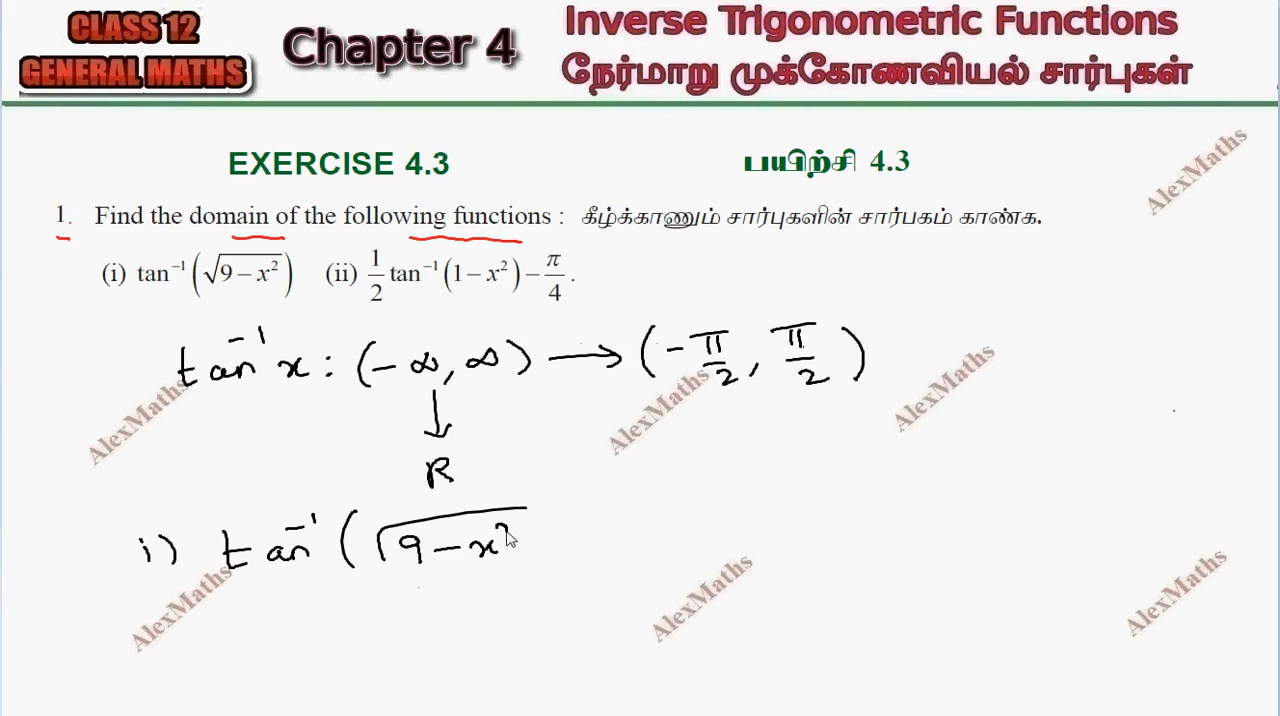 CLASS 12
GENERAL MATHS
Chapter 4
Inverse Trigonometric Functions
நேர்மாறு முக்கோணவியல் சார்புகள்
EXERCISE 4.3 பயிற்சி 4.3
1. Find the domain of the following functions : கீழ்க்காணும் சார்புகளின் சார்பகம் காண்க.
(i) tan⁻¹(√(9 − x²)) (ii) 1/2 tan⁻¹(1 − x²) − π/4.
tan⁻¹ x : (−∞, ∞) → (−π/2, π/2)
↓
R
i) tan⁻¹ (√9 − x²
AlexMaths
AlexMaths
AlexMaths
AlexMaths
AlexMaths
AlexMaths
AlexMaths